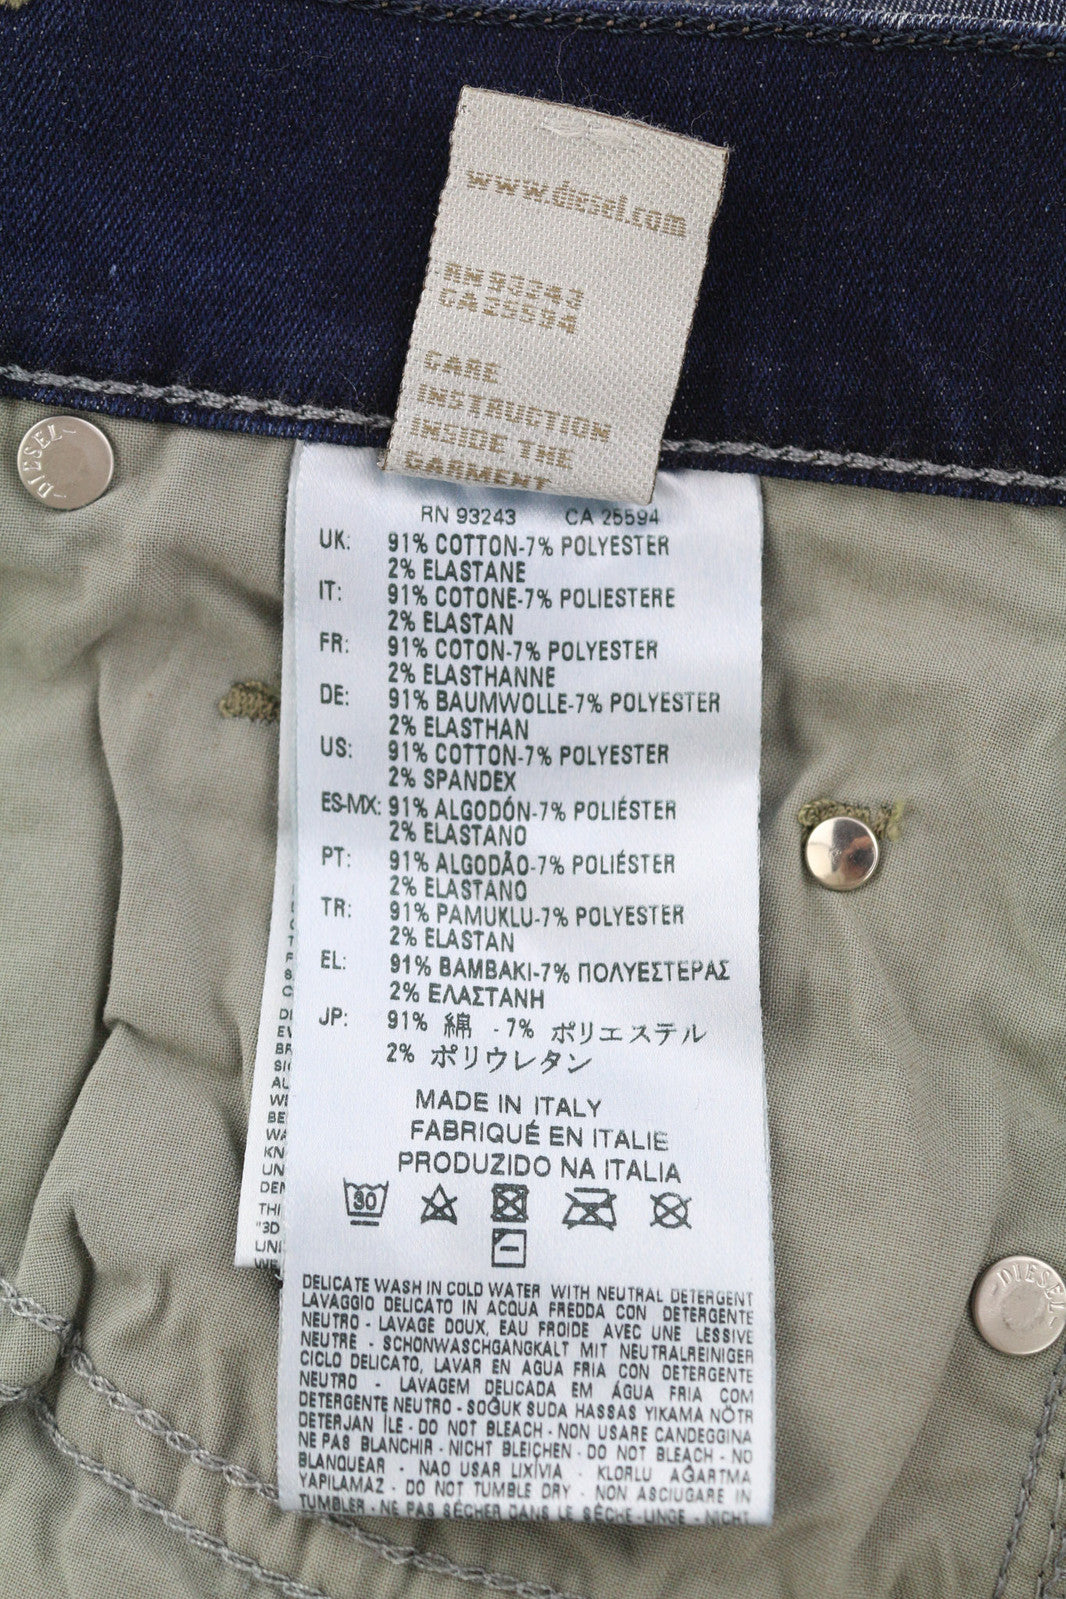 www.diesel.com
RN 93243
CA 25594
CARE
INSTRUCTION
INSIDE THE
GARMENT
DIESEL
RN 93243 CA 25594
UK: 91% COTTON-7% POLYESTER
2% ELASTANE
IT: 91% COTONE-7% POLIESTERE
2% ELASTAN
FR: 91% COTON-7% POLYESTER
2% ELASTHANNE
DE: 91% BAUMWOLLE-7% POLYESTER
2% ELASTHAN
US: 91% COTTON-7% POLYESTER
2% SPANDEX
ES-MX: 91% ALGODÓN-7% POLIÉSTER
2% ELASTANO
PT: 91% ALGODÃO-7% POLIÉSTER
2% ELASTANO
TR: 91% PAMUKLU-7% POLYESTER
2% ELASTAN
EL: 91% ΒΑΜΒΑΚΙ-7% ΠΟΛΥΕΣΤΕΡΑΣ
2% ΕΛΑΣΤΑΝΗ
JP: 91% 綿 -7% ポリエステル
2% ポリウレタン
MADE IN ITALY
FABRIQUÉ EN ITALIE
PRODUZIDO NA ITALIA
30
DELICATE WASH IN COLD WATER WITH NEUTRAL DETERGENT
LAVAGGIO DELICATO IN ACQUA FREDDA CON DETERGENTE
NEUTRO - LAVAGE DOUX, EAU FROIDE AVEC UNE LESSIVE
NEUTRE - SCHONWASCHGANGKALT MIT NEUTRALREINIGER
CICLO DELICATO, LAVAR EN AGUA FRIA CON DETERGENTE
NEUTRO - LAVAGEM DELICADA EM ÁGUA FRIA COM
DETERGENTE NEUTRO - SOĞUK SUDA HASSAS YIKAMA NÖTR
DETERJAN İLE - DO NOT BLEACH - NON USARE CANDEGGINA
NE PAS BLANCHIR - NICHT BLEICHEN - DO NOT BLEACH - NO
BLANQUEAR - NAO USAR LIXÍVIA - KLORLU AĞARTMA
YAPILAMAZ - DO NOT TUMBLE DRY - NON ASCIUGARE IN
TUMBLER - NE PAS SÉCHER DANS LE SÈCHE-LINGE - NICHT
DIESEL